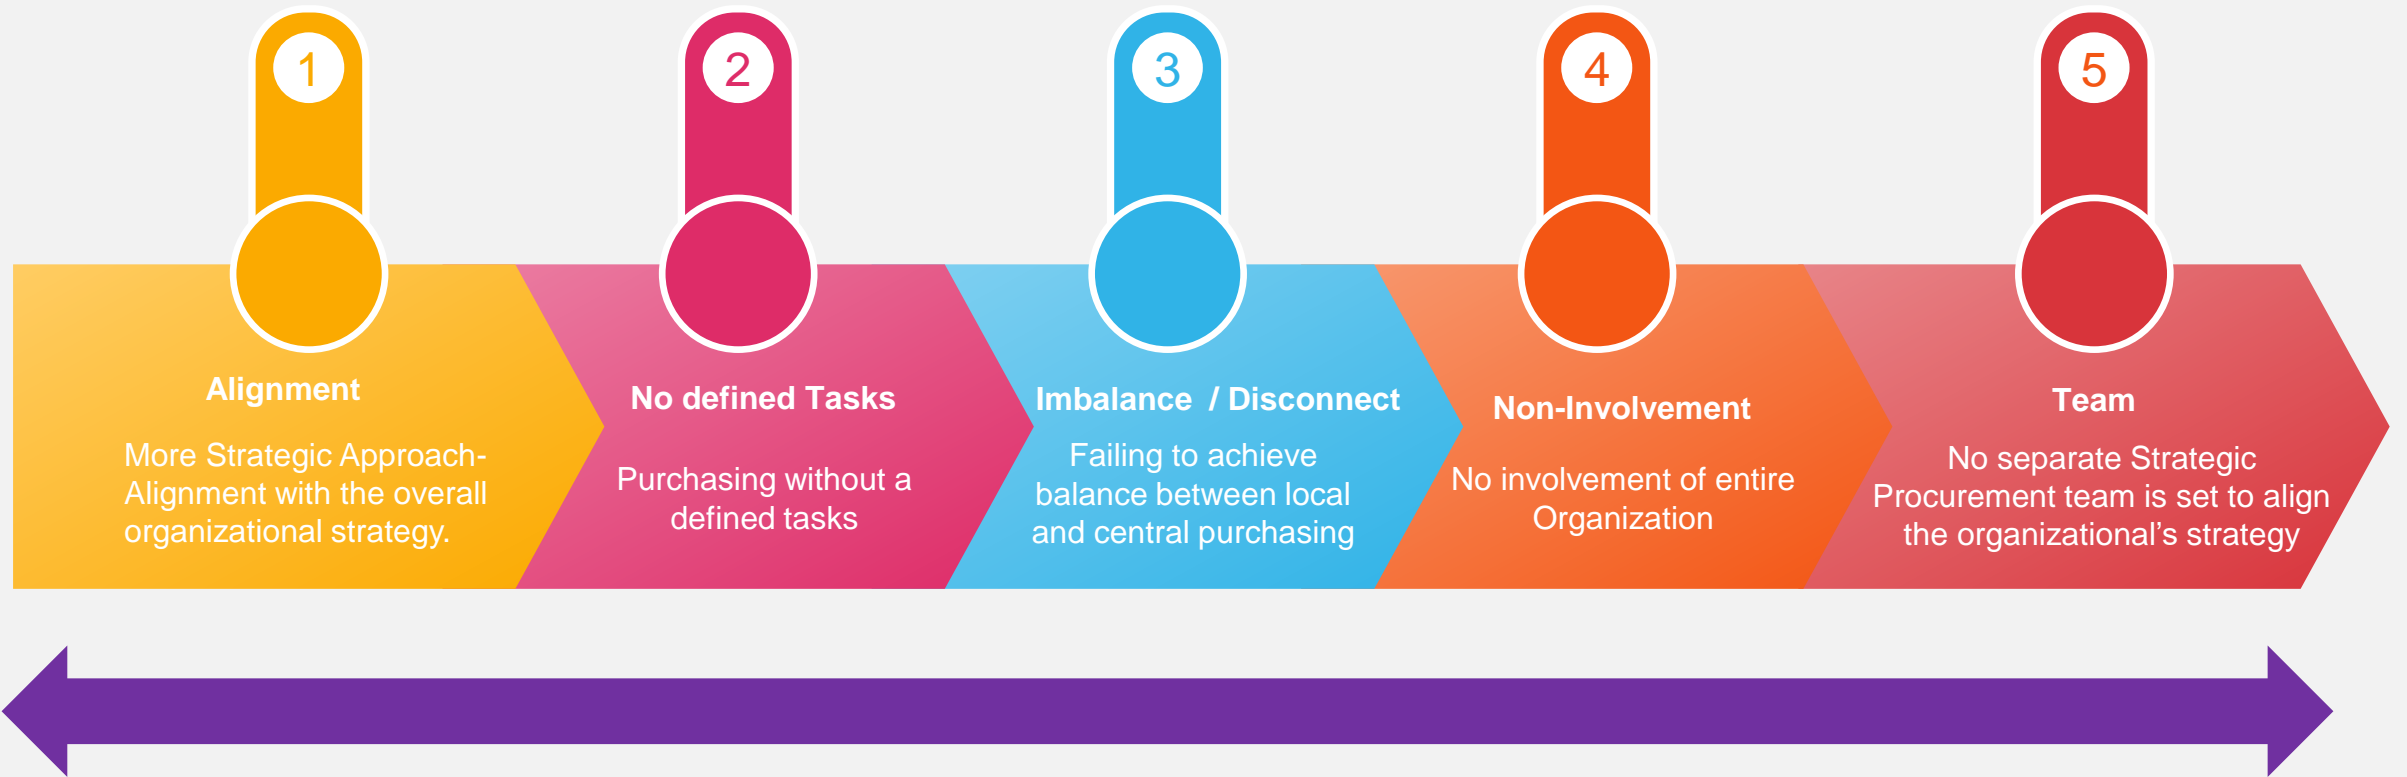 1
Alignment
More Strategic Approach-
Alignment with the overall
organizational strategy.
2
No defined Tasks
Purchasing without a
defined tasks
3
Imbalance / Disconnect
Failing to achieve
balance between local
and central purchasing
4
Non-Involvement
No involvement of entire
Organization
5
Team
No separate Strategic
Procurement team is set to align
the organizational's strategy